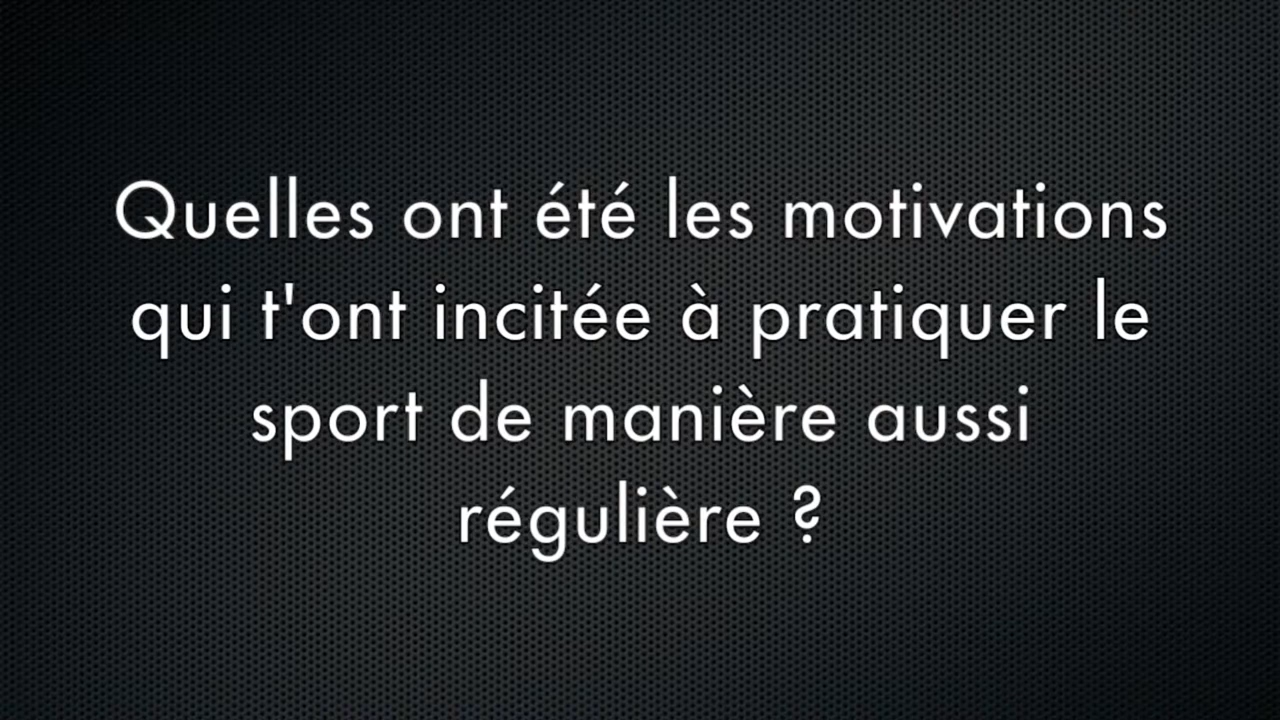 Quelles ont été les motivations
qui t'ont incitée à pratiquer le
sport de manière aussi
régulière ?